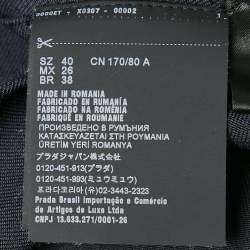 SZ 40 CN 170/80 A
MX 26
BR 38
MADE IN ROMANIA
FABRICADO EN RUMANÍA
FABRICADO NA ROMÉNIA
FABRIQUÉ EN ROUMANIE
ПРОИЗВЕДЕНО В РУМЪНИЯ
ΚΑΤΑΣΚΕΥΑΖΕΤΑΙ ΣΤΗ ΡΟΥΜΑΝΙΑ
ÜRETİM YERİ ROMANYA
プラダジャパン株式会社
0120-451-913(プラダ)
0120-451-993(ミュウミュウ)
프라다코리아(유) 02-3443-2323
Prada Brasil Importação e Comércio
de Artigos de Luxo Ltda
CNPJ 13.633.271/0001-26